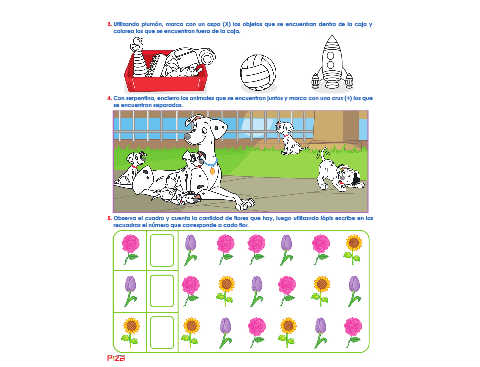 3. Utilizando plumón, marca con un aspa (X) los objetos que se encuentran dentro de la caja y
colorea los que se encuentran fuera de la caja.
4. Con serpentina, encierra los animales que se encuentran juntos y marca con una cruz (+) los que
se encuentran separados.
5. Observa el cuadro y cuenta la cantidad de flores que hay, luego utilizando lápiz escribe en los
recuadros el número que corresponde a cada flor.